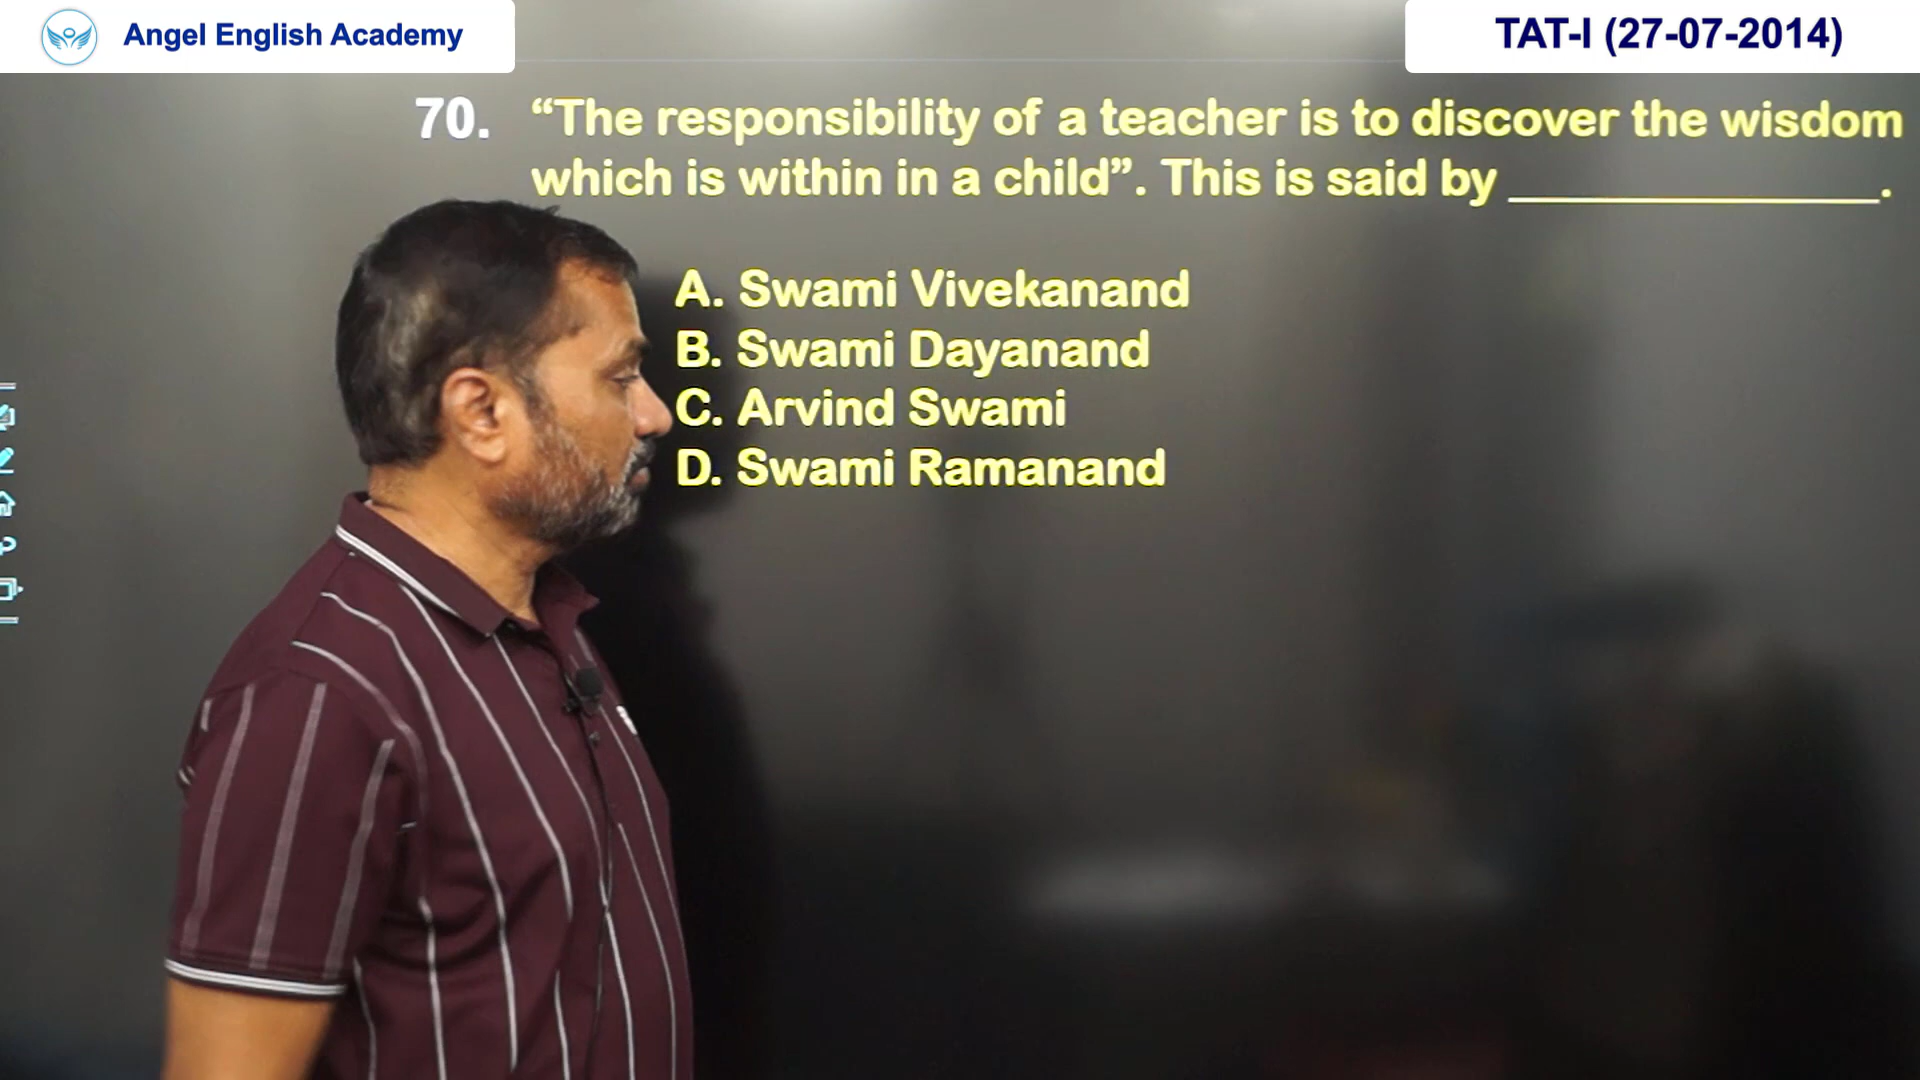 Angel English Academy
TAT-I (27-07-2014)
70. “The responsibility of a teacher is to discover the wisdom
which is within in a child”. This is said by ______________.
A. Swami Vivekanand
B. Swami Dayanand
C. Arvind Swami
D. Swami Ramanand